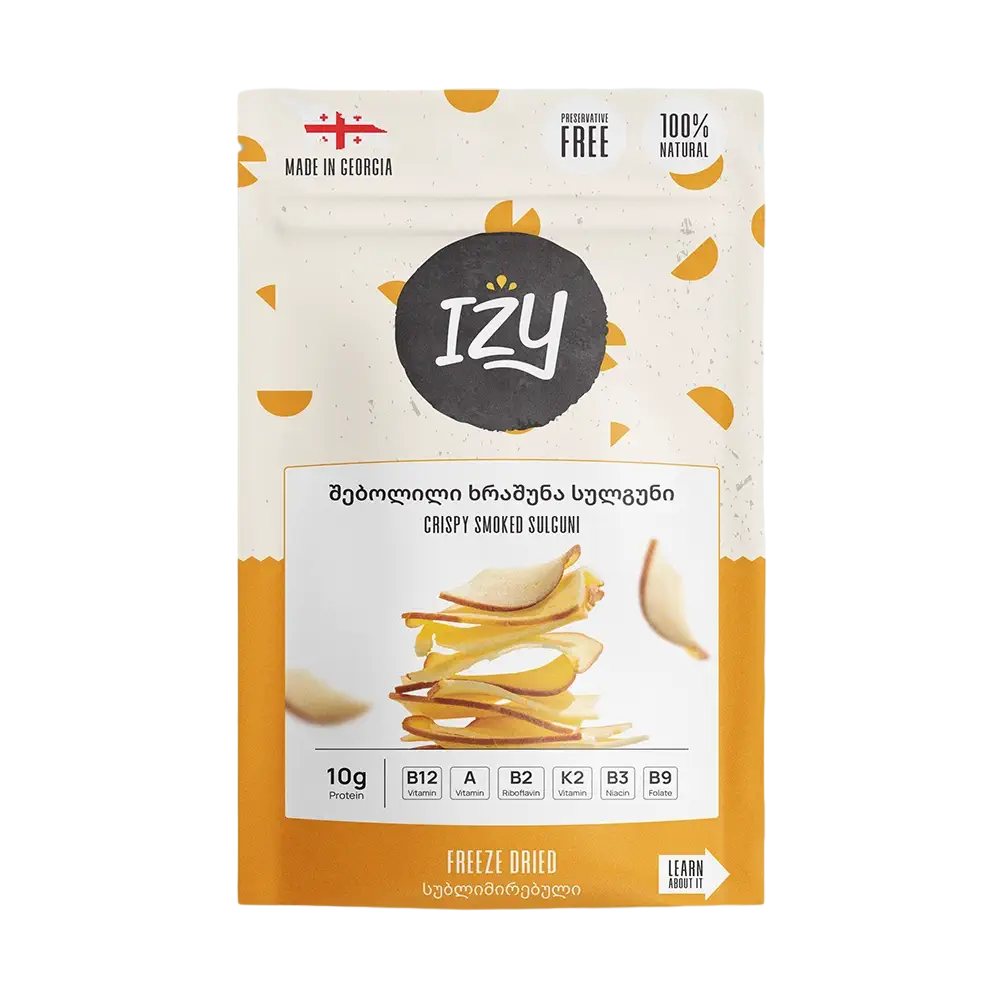 MADE IN GEORGIA
PRESERVATIVE
FREE
100%
NATURAL
IZY
შებოლილი ხრაშუნა სულგუნი
CRISPY SMOKED SULGUNI
10g
Protein
B12
Vitamin
A
Vitamin
B2
Riboflavin
K2
Vitamin
B3
Niacin
B9
Folate
FREEZE DRIED
სუბლიმირებული
LEARN
ABOUT IT